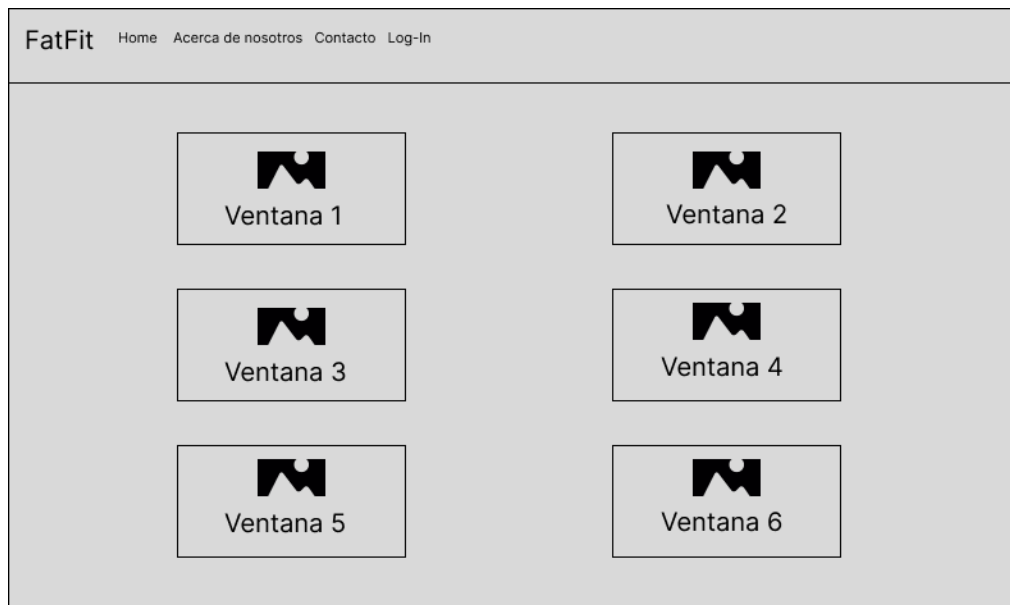 FatFit Home Acerca de nosotros Contacto Log-In
Ventana 1
Ventana 2
Ventana 3
Ventana 4
Ventana 5
Ventana 6